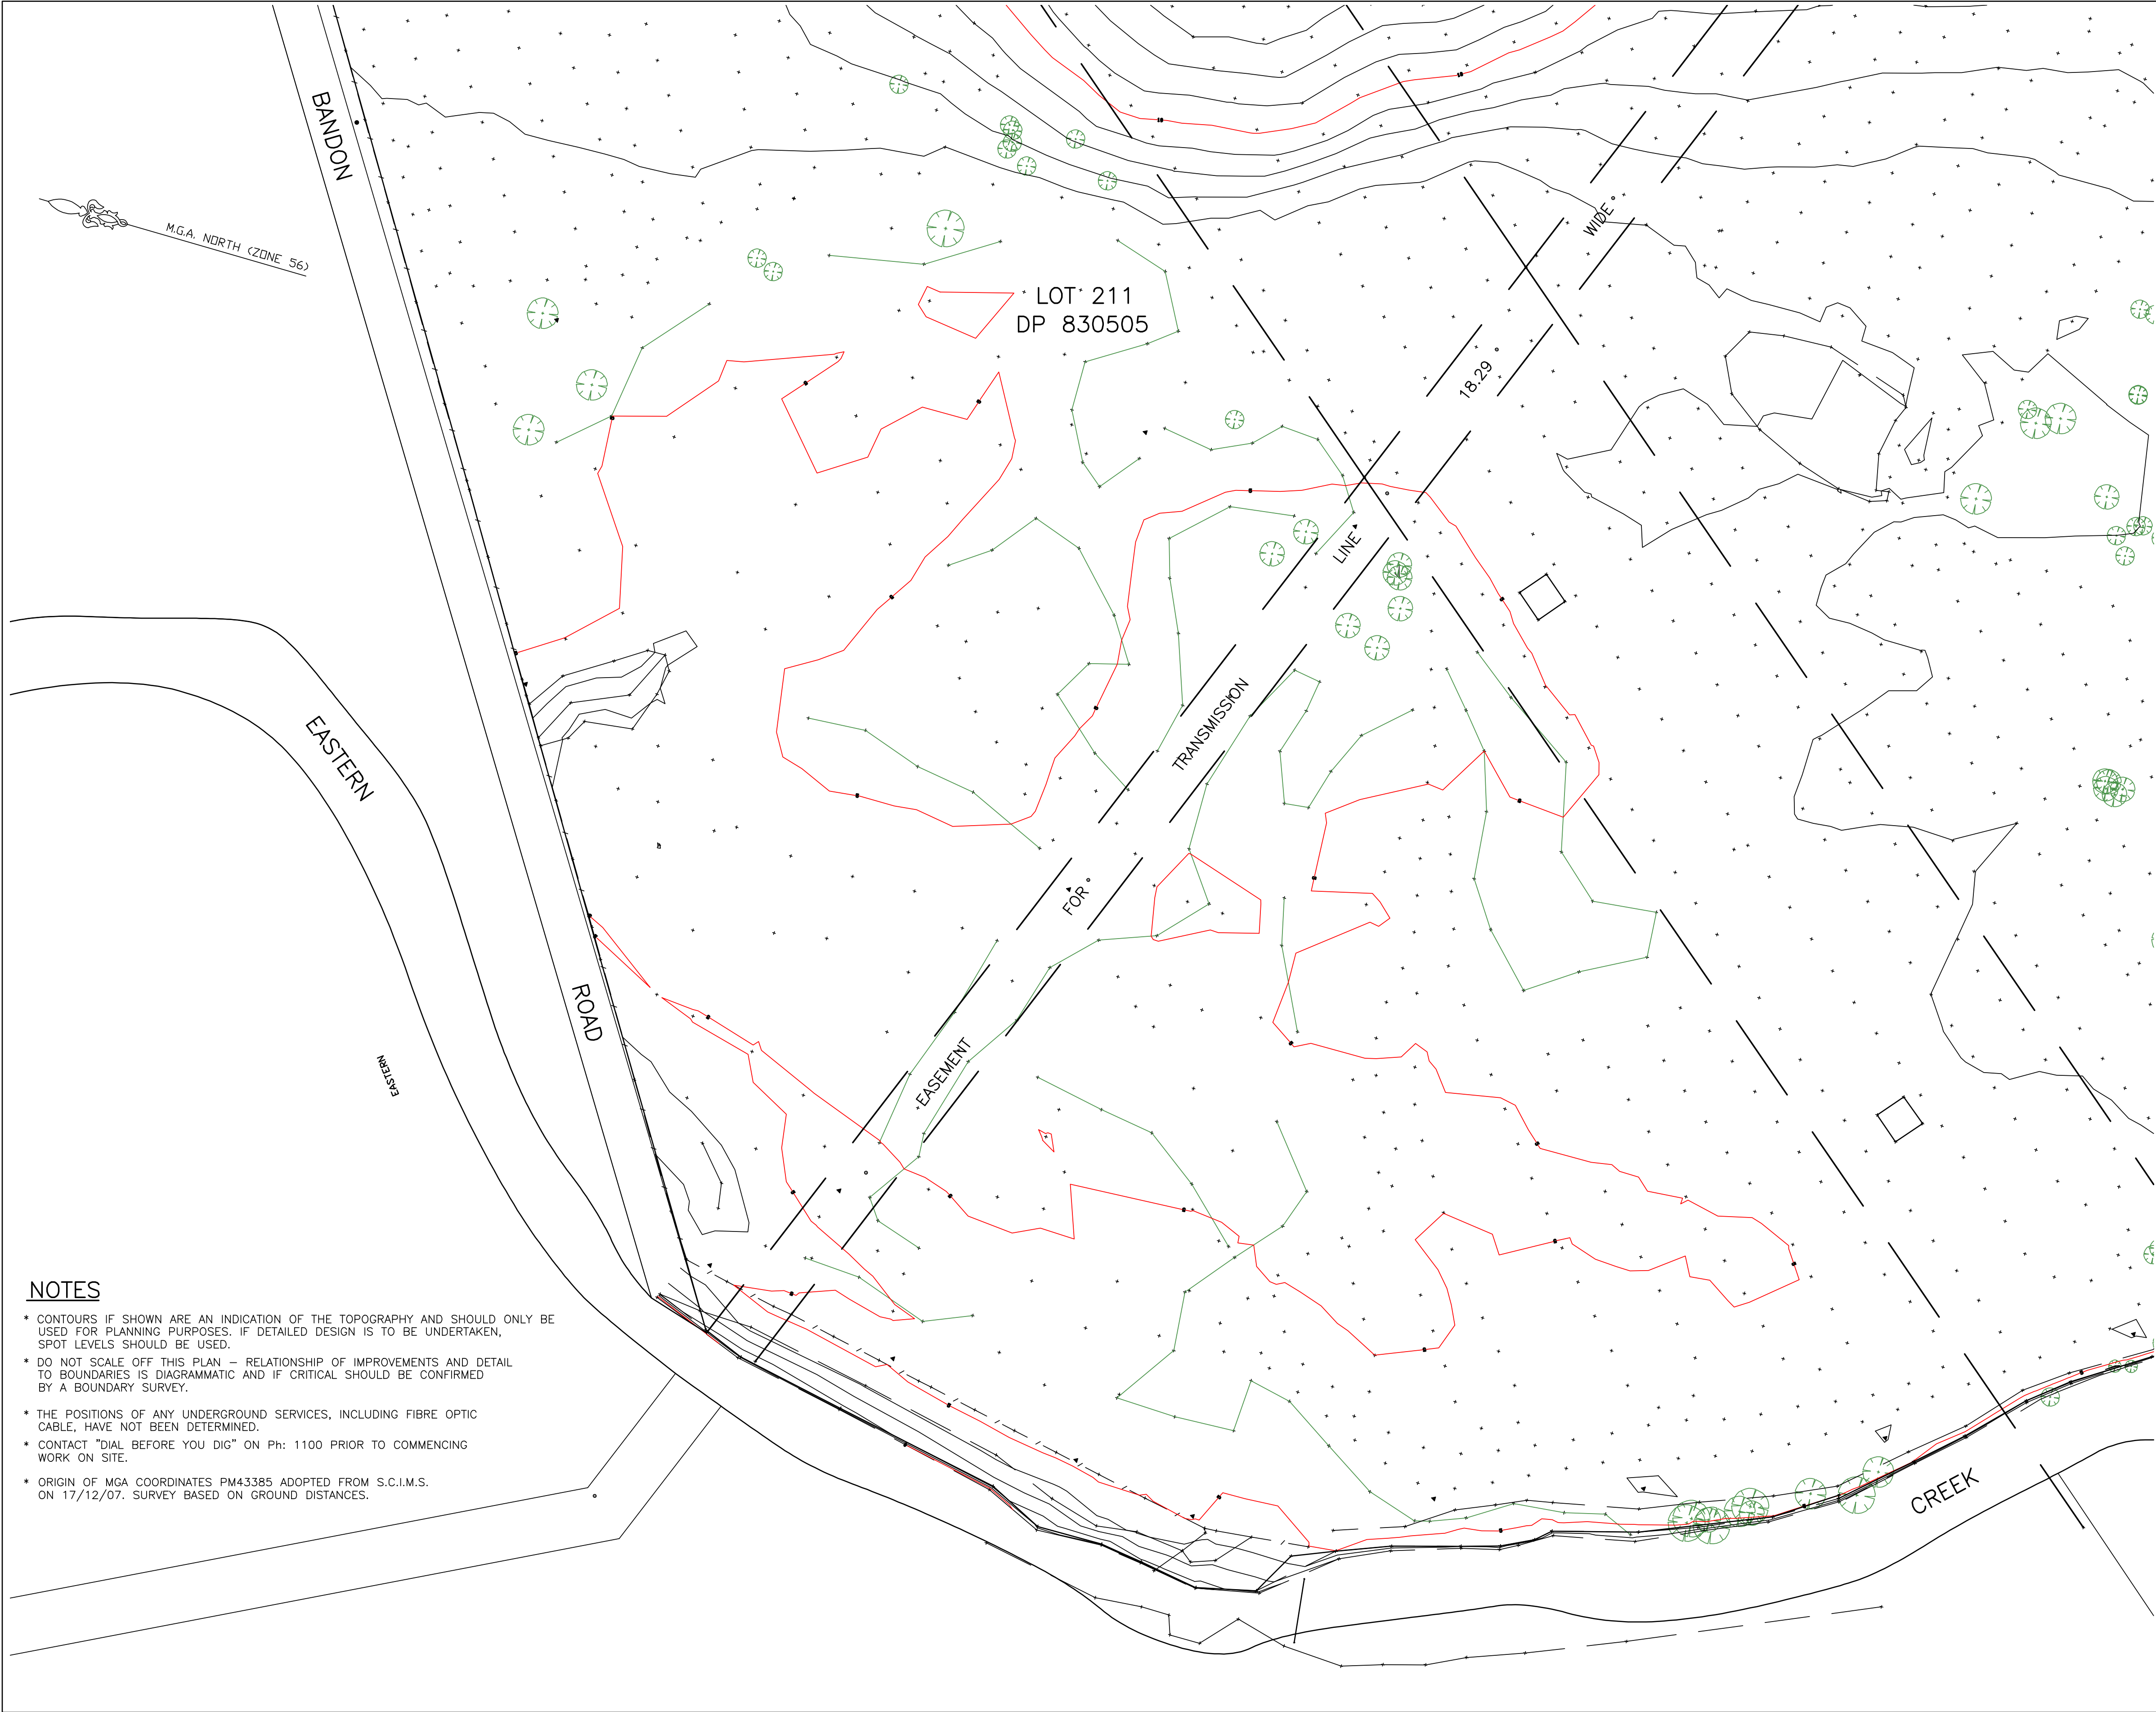 BANDON
M.G.A. NORTH (ZONE 56)
LOT 211
DP 830505
WIDE
18.29
LINE
TRANSMISSION
FOR
EASEMENT
EASTERN
ROAD
EASTERN
CREEK
NOTES
* CONTOURS IF SHOWN ARE AN INDICATION OF THE TOPOGRAPHY AND SHOULD ONLY BE
USED FOR PLANNING PURPOSES. IF DETAILED DESIGN IS TO BE UNDERTAKEN,
SPOT LEVELS SHOULD BE USED.
* DO NOT SCALE OFF THIS PLAN – RELATIONSHIP OF IMPROVEMENTS AND DETAIL
TO BOUNDARIES IS DIAGRAMMATIC AND IF CRITICAL SHOULD BE CONFIRMED
BY A BOUNDARY SURVEY.
* THE POSITIONS OF ANY UNDERGROUND SERVICES, INCLUDING FIBRE OPTIC
CABLE, HAVE NOT BEEN DETERMINED.
* CONTACT "DIAL BEFORE YOU DIG" ON Ph: 1100 PRIOR TO COMMENCING
WORK ON SITE.
* ORIGIN OF MGA COORDINATES PM43385 ADOPTED FROM S.C.I.M.S.
ON 17/12/07. SURVEY BASED ON GROUND DISTANCES.